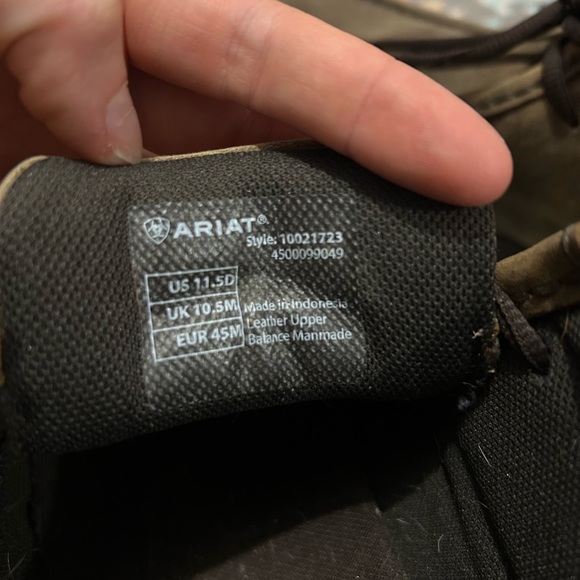 ARIAT®
Style: 10021723
4500099049
US 11.5D
UK 10.5M
EUR 45M
Made in Indonesia
Leather Upper
Balance Manmade